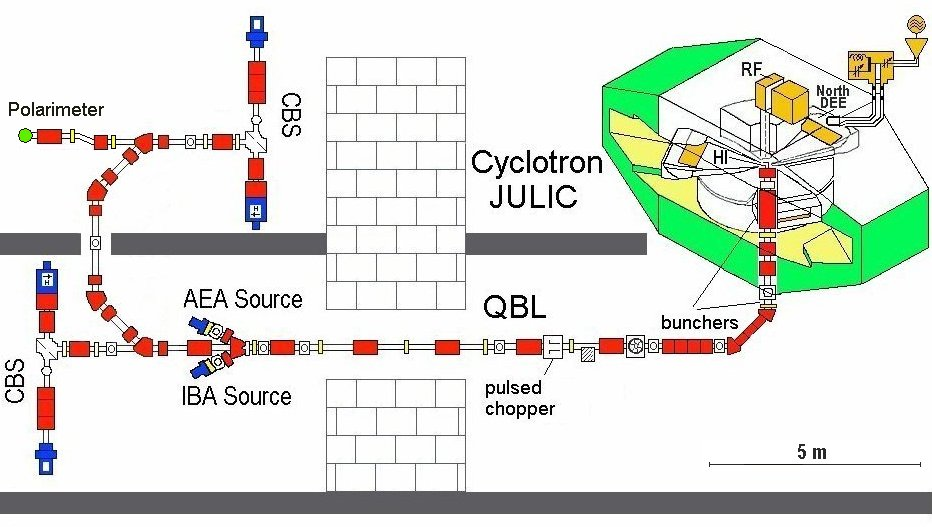 RF
North
DEE
Polarimeter
CBS
HI
Cyclotron
JULIC
H
H
AEA Source
QBL
bunchers
CBS
IBA Source
pulsed
chopper
5 m